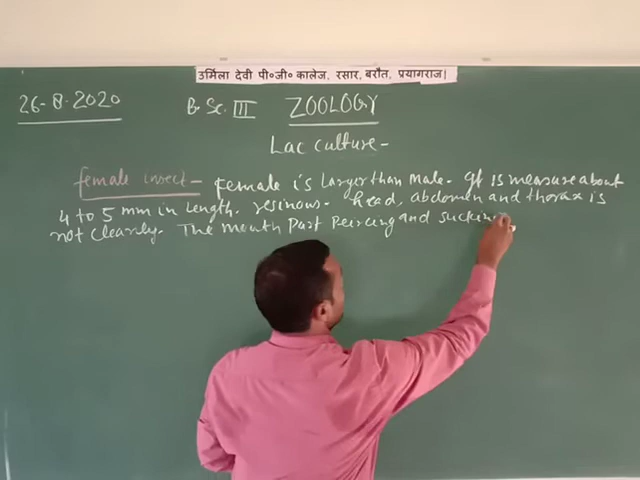 उर्मिला देवी पी०जी० कालेज, रसार, बरौत, प्रयागराज।
26-8-2020 B.Sc. III ZOOLOGY
Lac culture-
female insect- female is Larger than Male. It is measure about
4 to 5 mm in Length. resinous. head, abdomen and thorax is
not clearly. The Mouth Part Peircing and sucking